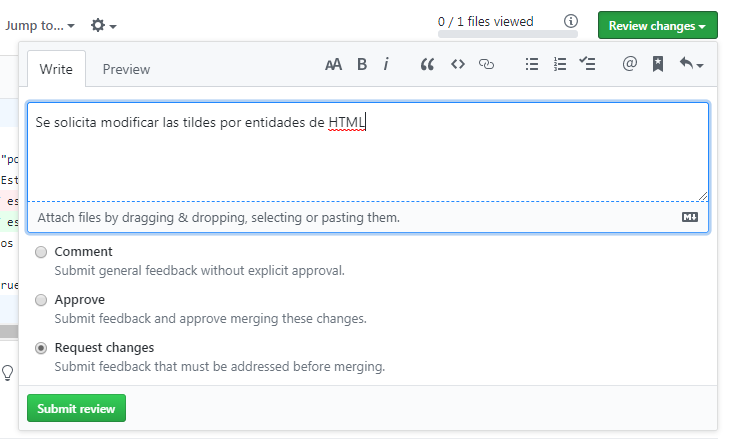 Jump to...
0 / 1 files viewed
Review changes
Write
Preview
AA B i
Se solicita modificar las tildes por entidades de HTML
Attach files by dragging & dropping, selecting or pasting them.
Comment
Submit general feedback without explicit approval.
Approve
Submit feedback and approve merging these changes.
Request changes
Submit feedback that must be addressed before merging.
Submit review
"po
Est
es
es
os
rue